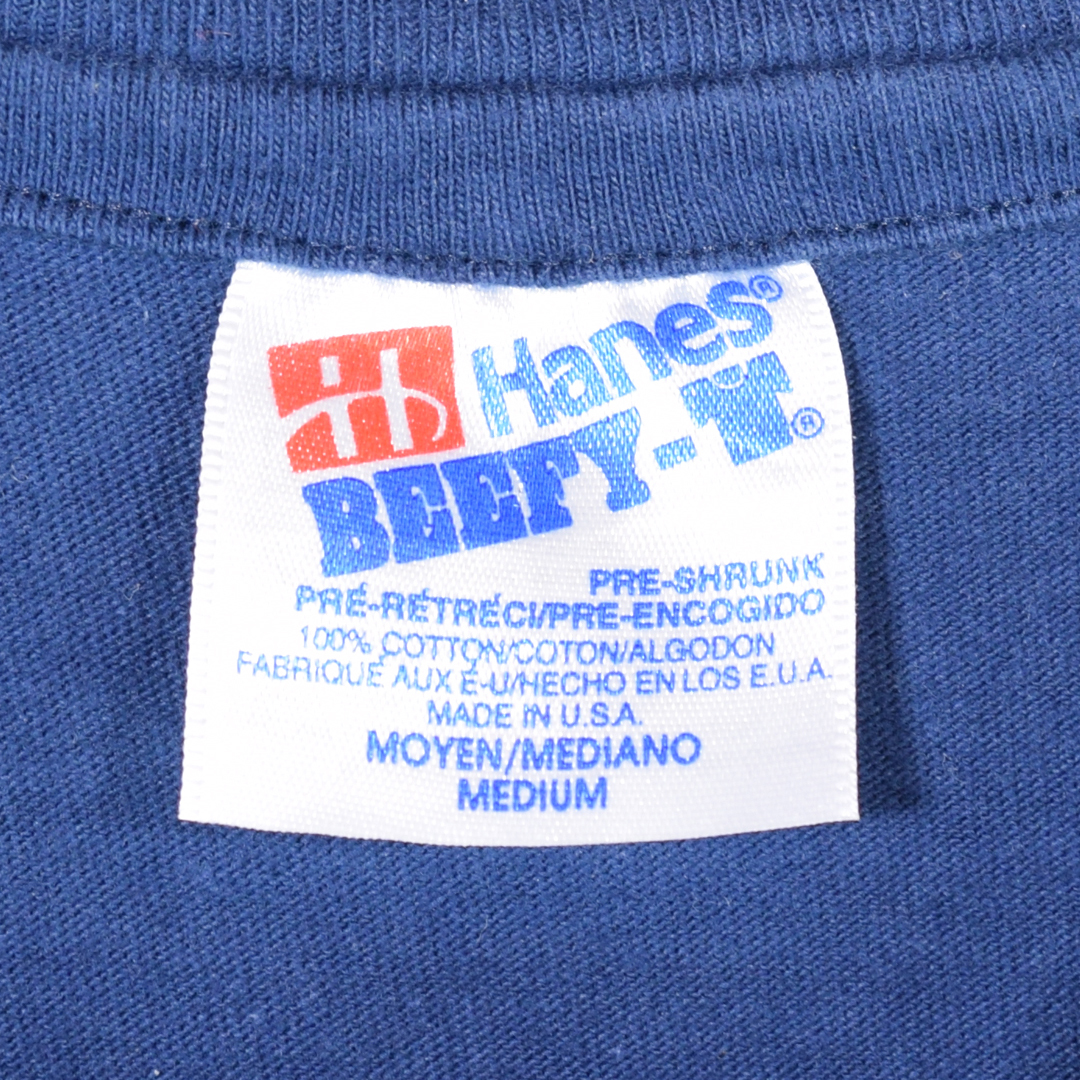 Hanes®
BEEFY-T®
PRE-SHRUNK
PRÉ-RÉTRÉCI/PRE-ENCOGIDO
100% COTTON/COTON/ALGODON
FABRIQUÉ AUX É-U/HECHO EN LOS E.U.A.
MADE IN U.S.A.
MOYEN/MEDIANO
MEDIUM